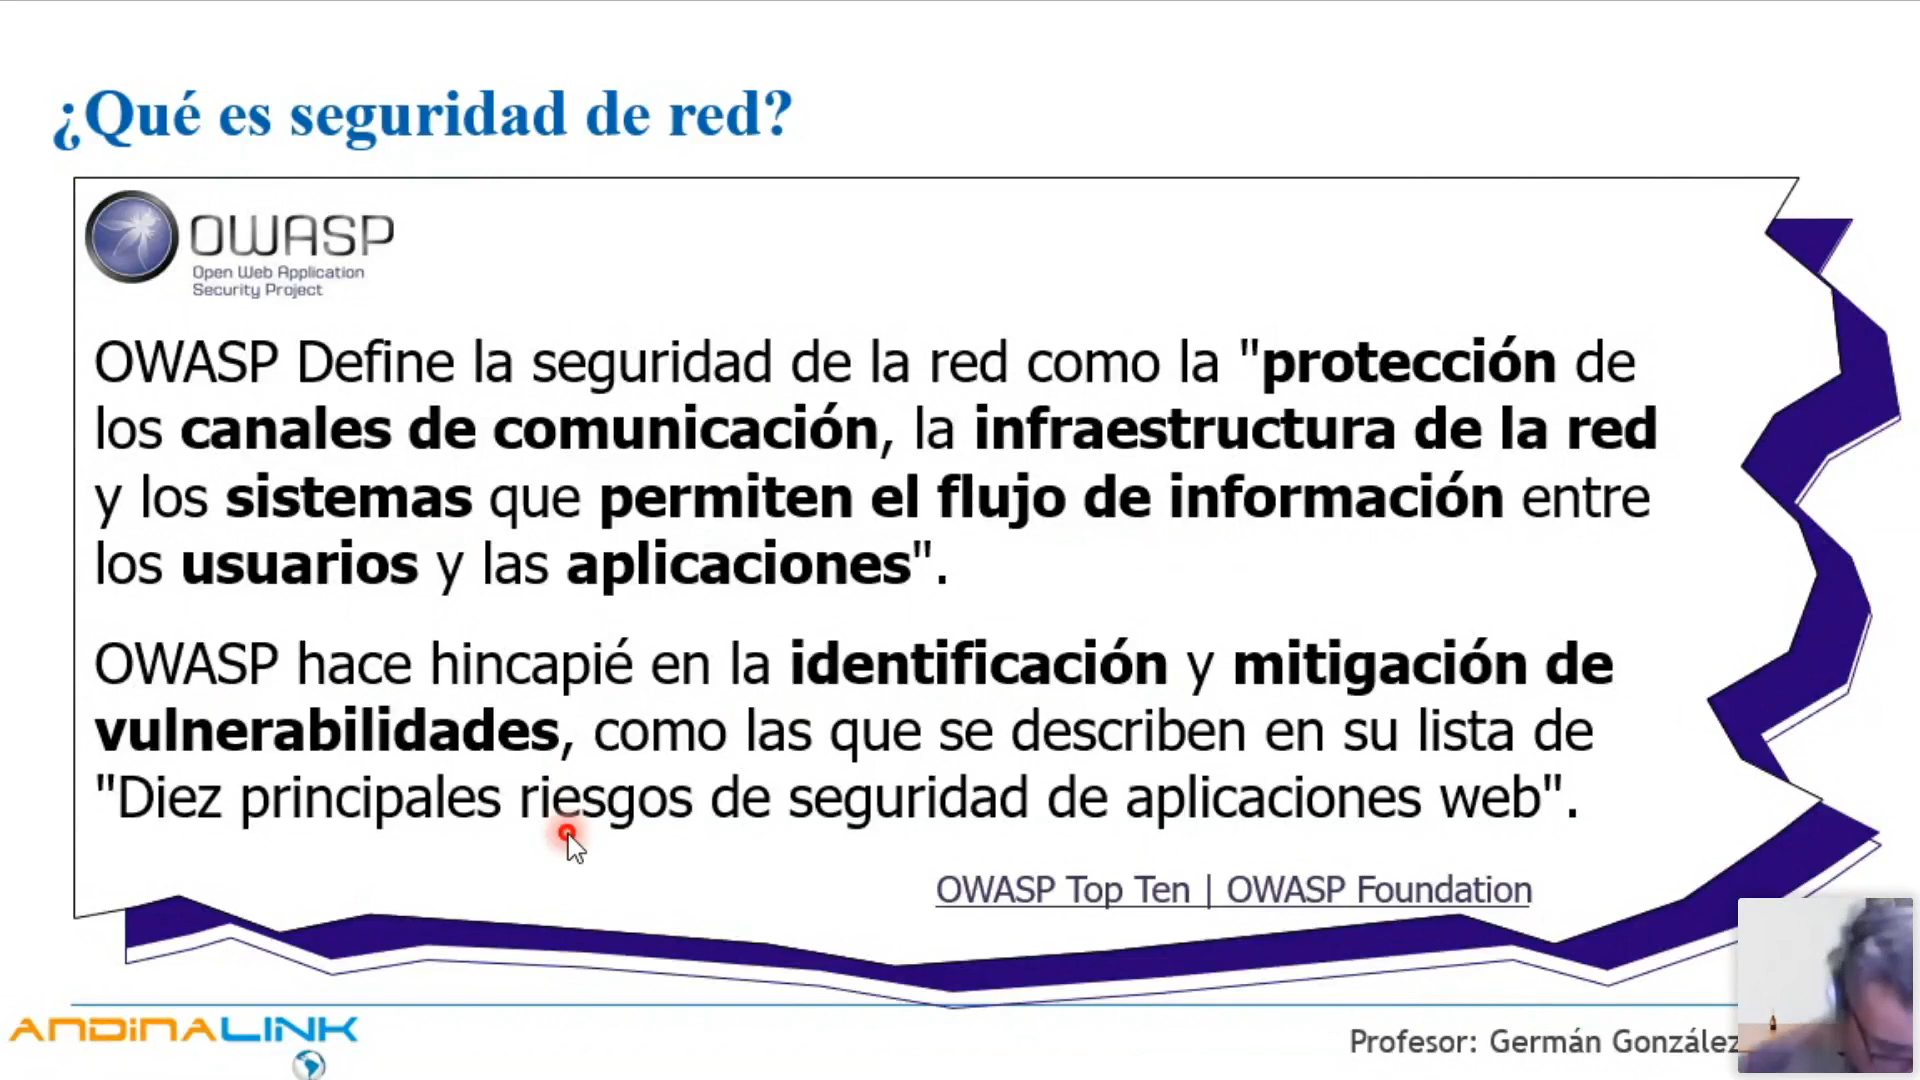 ¿Qué es seguridad de red?
OWASP
Open Web Application
Security Project
OWASP Define la seguridad de la red como la "protección de
los canales de comunicación, la infraestructura de la red
y los sistemas que permiten el flujo de información entre
los usuarios y las aplicaciones".
OWASP hace hincapié en la identificación y mitigación de
vulnerabilidades, como las que se describen en su lista de
"Diez principales riesgos de seguridad de aplicaciones web".
OWASP Top Ten | OWASP Foundation
ANDINALINK
Profesor: Germán González